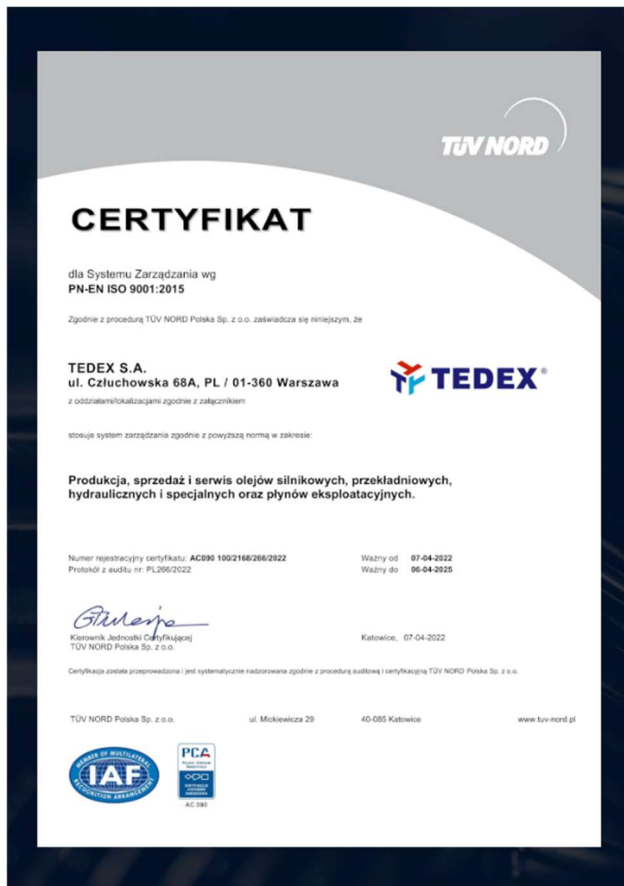 TÜV NORD
CERTYFIKAT
dla Systemu Zarządzania wg
PN-EN ISO 9001:2015
Zgodnie z procedurą TÜV NORD Polska Sp. z o.o. zaświadcza się niniejszym, że
TEDEX S.A.
ul. Człuchowska 68A, PL / 01-360 Warszawa
TEDEX®
z oddziałami/lokalizacjami zgodnie z załącznikiem
stosuje system zarządzania zgodnie z powyższą normą w zakresie:
Produkcja, sprzedaż i serwis olejów silnikowych, przekładniowych,
hydraulicznych i specjalnych oraz płynów eksploatacyjnych.
Numer rejestracyjny certyfikatu: AC090 100/2168/266/2022 Ważny od 07-04-2022
Protokół z auditu nr: PL266/2022 Ważny do 06-04-2025
Kierownik Jednostki Certyfikującej Katowice, 07-04-2022
TÜV NORD Polska Sp. z o.o.
Certyfikacja została przeprowadzona i jest systematycznie nadzorowana zgodnie z procedurą auditową i certyfikacyjną TÜV NORD Polska Sp. z o.o.
TÜV NORD Polska Sp. z o.o. ul. Mickiewicza 29 40-085 Katowice www.tuv-nord.pl
MEMBER OF MULTILATERAL
IAF
RECOGNITION ARRANGEMENT
PCA
AC 090